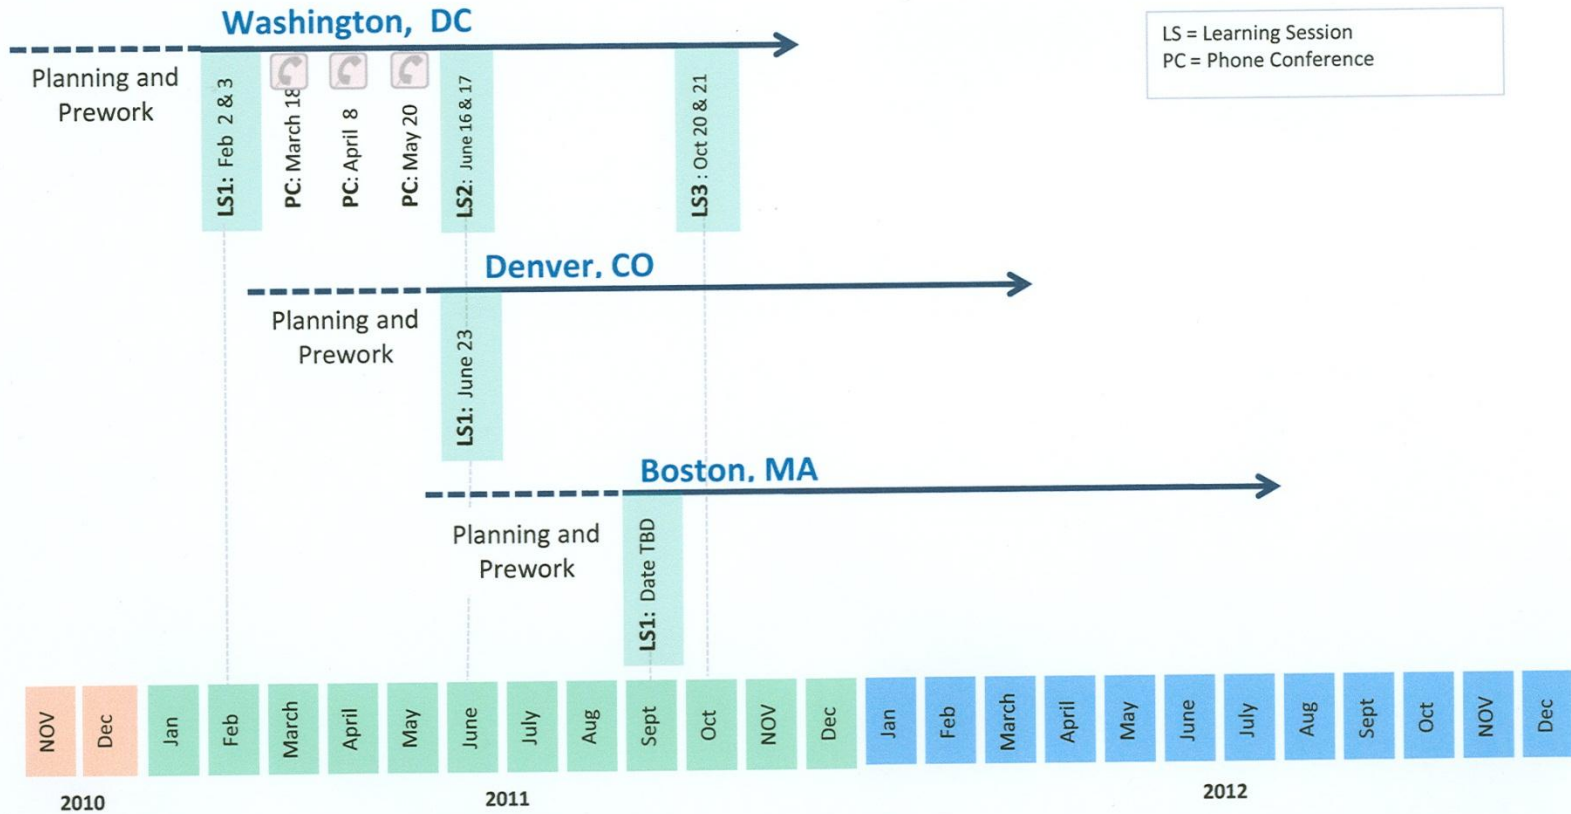 Washington, DC
LS = Learning Session
PC = Phone Conference
Planning and
Prework
LS1: Feb 2 & 3
PC: March 18
PC: April 8
PC: May 20
LS2: June 16 & 17
LS3 : Oct 20 & 21
Denver, CO
Planning and
Prework
LS1: June 23
Boston, MA
Planning and
Prework
LS1: Date TBD
NOV
Dec
Jan
Feb
March
April
May
June
July
Aug
Sept
Oct
NOV
Dec
Jan
Feb
March
April
May
June
July
Aug
Sept
Oct
NOV
Dec
2010
2011
2012